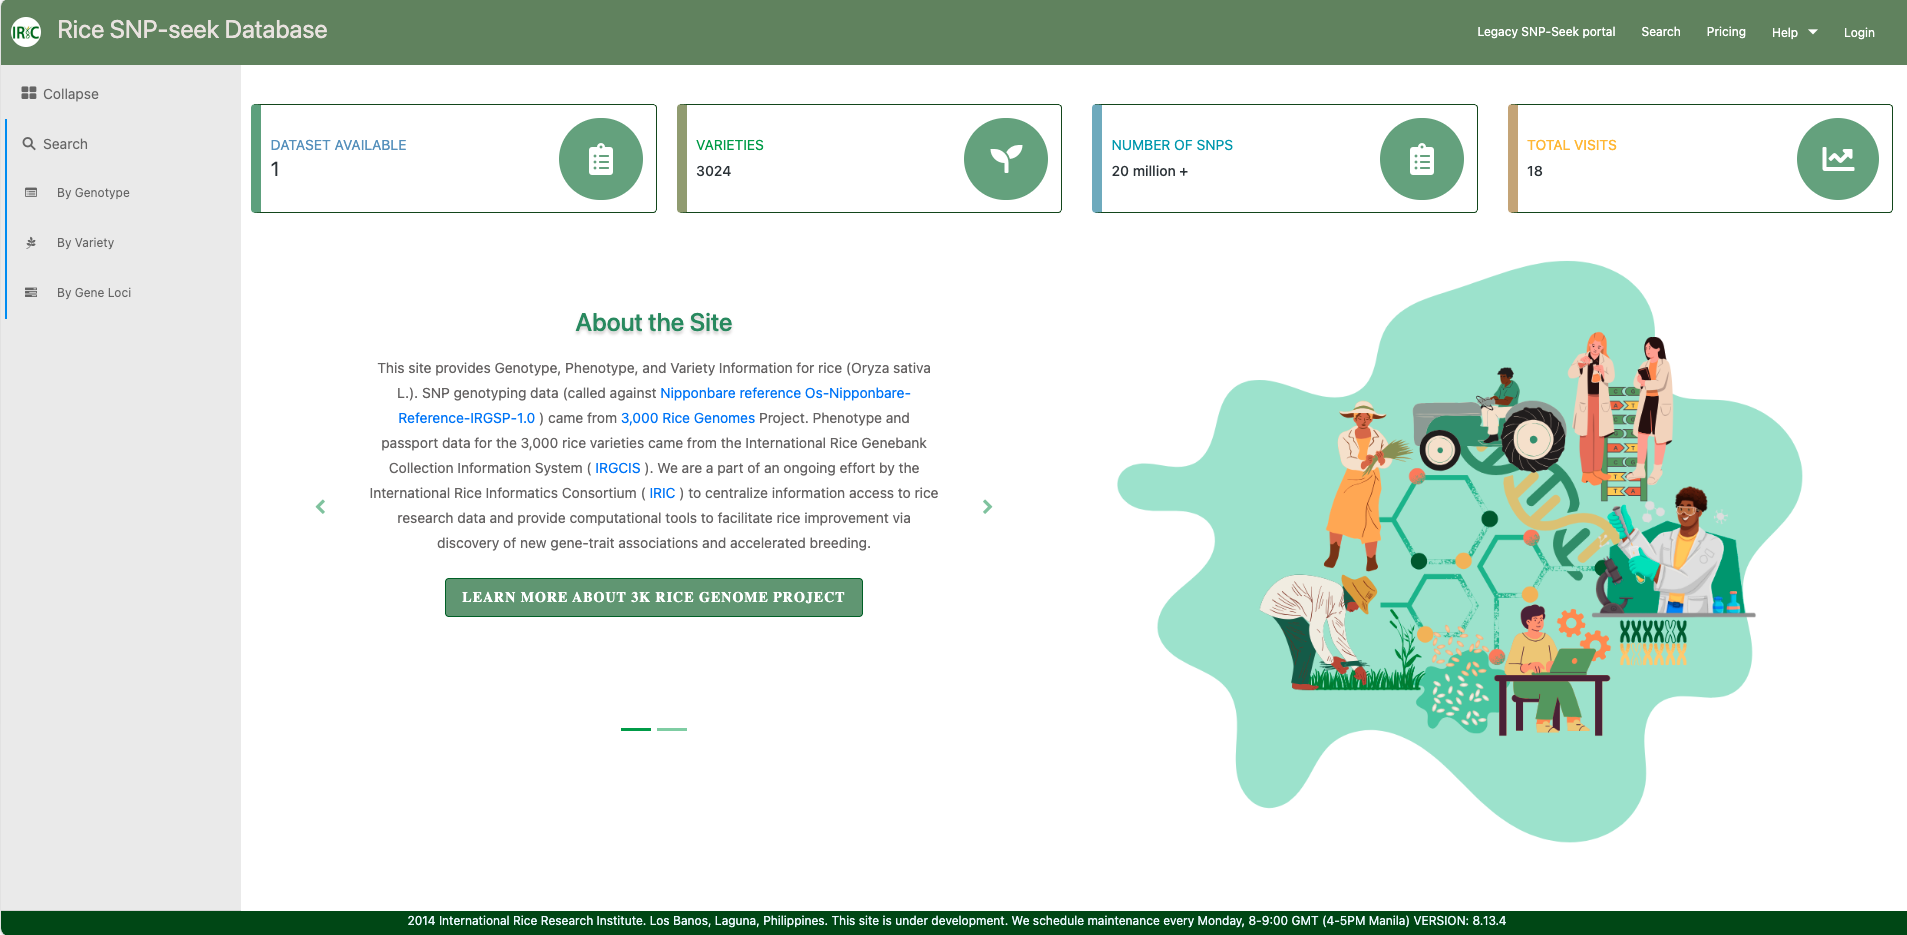 IRIC
Rice SNP-seek Database
Legacy SNP-Seek portal
Search
Pricing
Help
Login
Collapse
Search
By Genotype
By Variety
By Gene Loci
DATASET AVAILABLE
1
VARIETIES
3024
NUMBER OF SNPS
20 million +
TOTAL VISITS
18
About the Site
This site provides Genotype, Phenotype, and Variety Information for rice (Oryza sativa
L.). SNP genotyping data (called against Nipponbare reference Os-Nipponbare-
Reference-IRGSP-1.0 ) came from 3,000 Rice Genomes Project. Phenotype and
passport data for the 3,000 rice varieties came from the International Rice Genebank
Collection Information System ( IRGCIS ). We are a part of an ongoing effort by the
International Rice Informatics Consortium ( IRIC ) to centralize information access to rice
research data and provide computational tools to facilitate rice improvement via
discovery of new gene-trait associations and accelerated breeding.
LEARN MORE ABOUT 3K RICE GENOME PROJECT
2014 International Rice Research Institute. Los Banos, Laguna, Philippines. This site is under development. We schedule maintenance every Monday, 8-9:00 GMT (4-5PM Manila) VERSION: 8.13.4